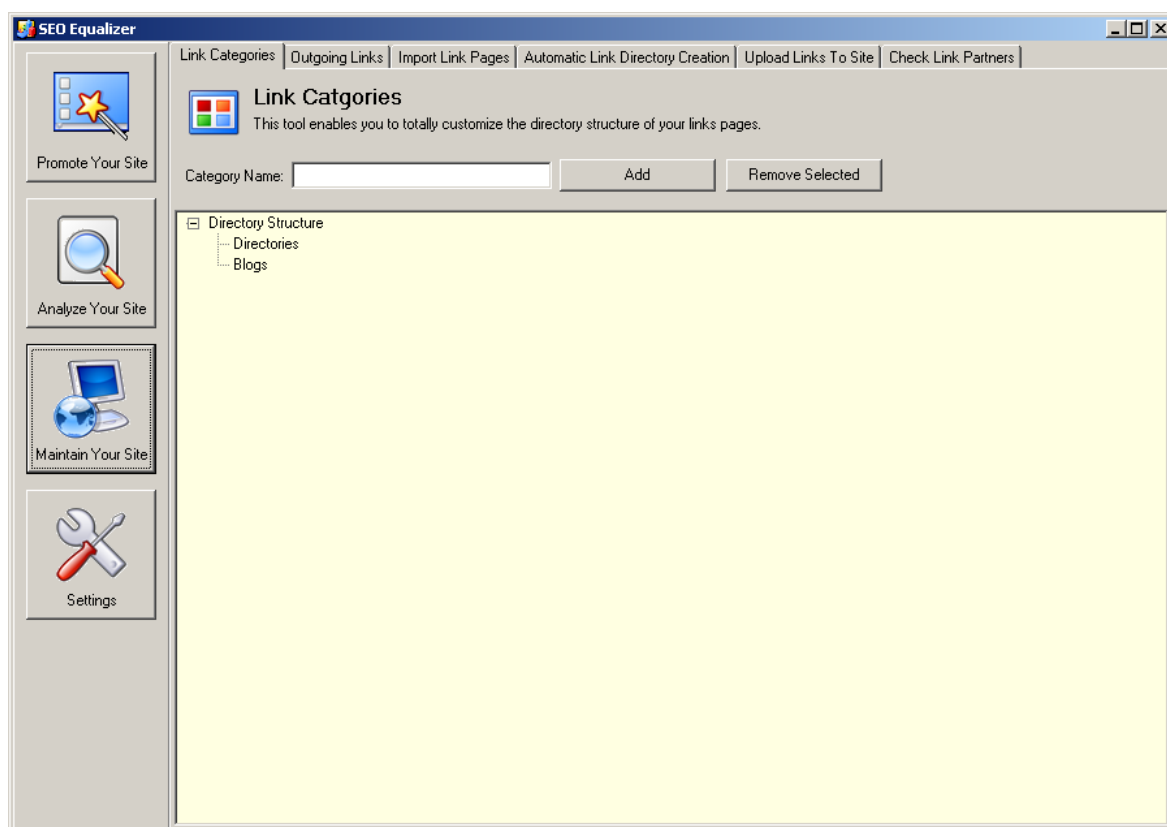 SEO Equalizer
Promote Your Site
Analyze Your Site
Maintain Your Site
Settings
Link Categories Outgoing Links Import Link Pages Automatic Link Directory Creation Upload Links To Site Check Link Partners
Link Catgories
This tool enables you to totally customize the directory structure of your links pages.
Category Name: Add Remove Selected
Directory Structure
Directories
Blogs